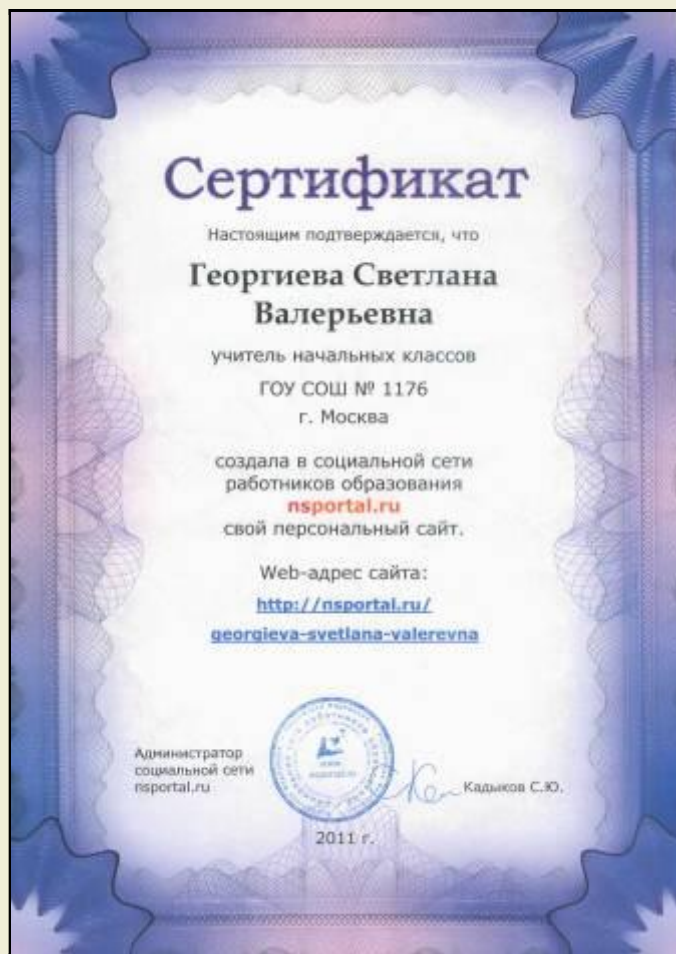 Сертификат
Настоящим подтверждается, что
Георгиева Светлана
Валерьевна
учитель начальных классов
ГОУ СОШ № 1176
г. Москва
создала в социальной сети
работников образования
nsportal.ru
свой персональный сайт.
Web-адрес сайта:
http://nsportal.ru/
georgieva-svetlana-valerevna
Администратор
социальной сети
nsportal.ru
Кадыков С.Ю.
2011 г.